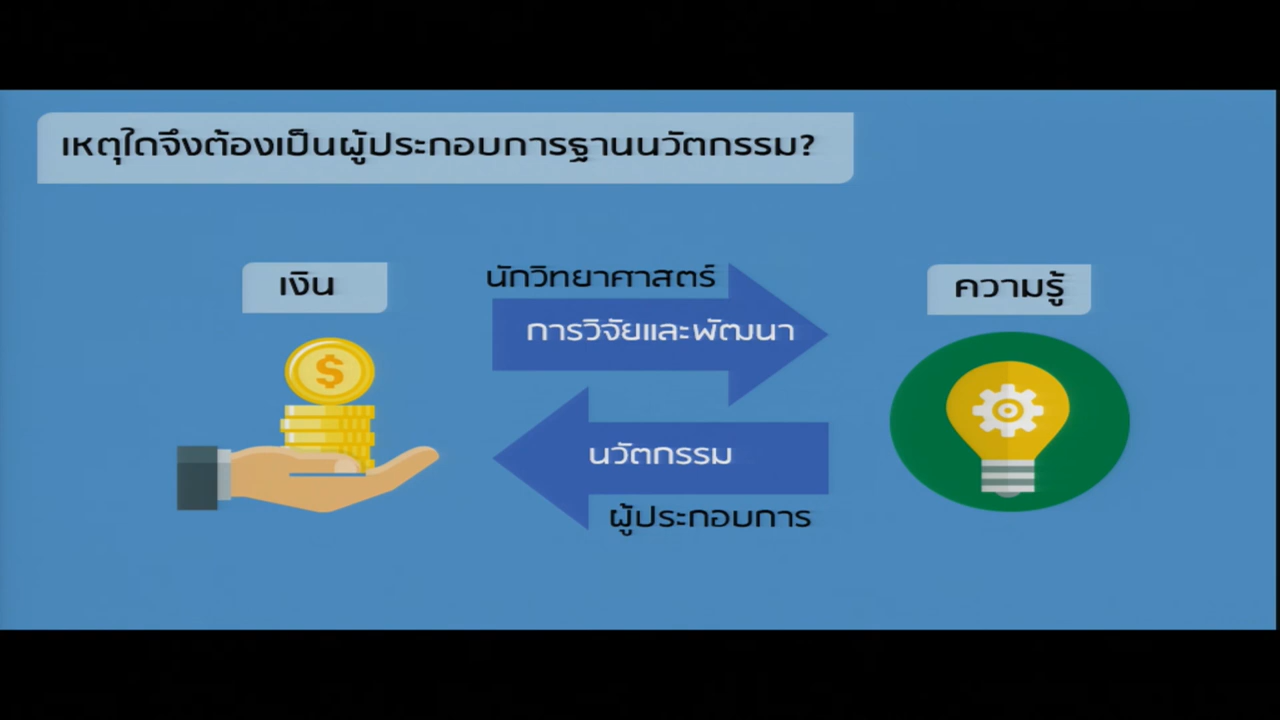 เหตุใดจึงต้องเป็นผู้ประกอบการฐานนวัตกรรม?
เงิน
นักวิทยาศาสตร์
การวิจัยและพัฒนา
ความรู้
$
นวัตกรรม
ผู้ประกอบการ